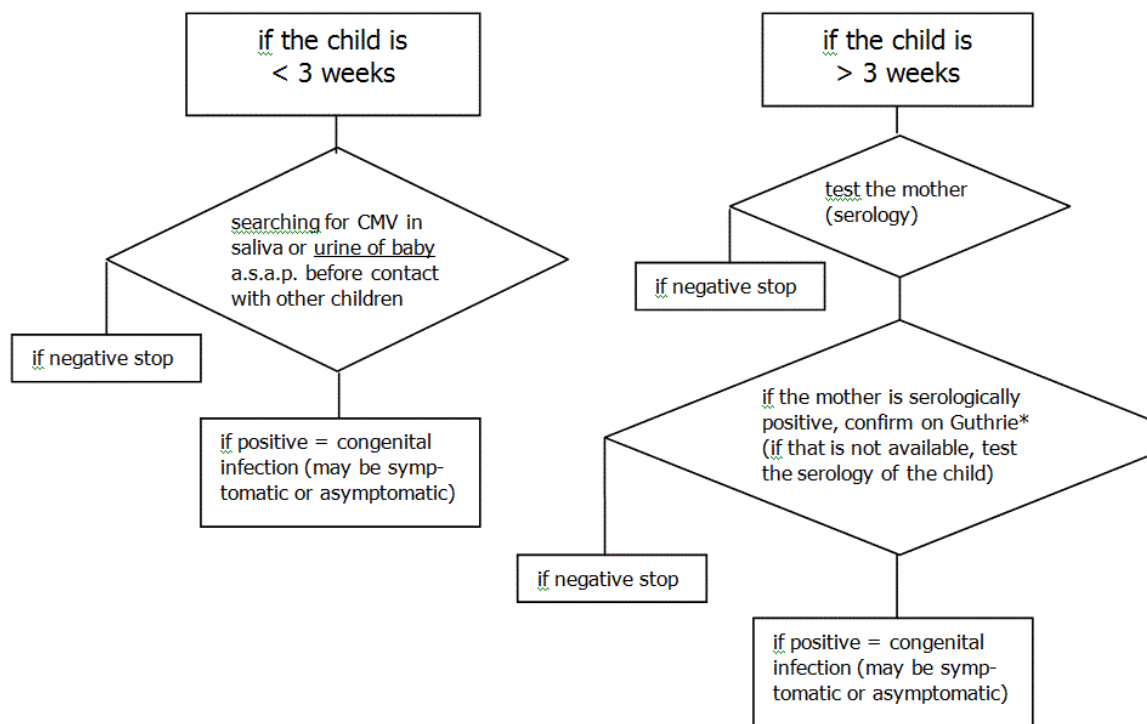 if the child is
< 3 weeks
searching for CMV in
saliva or urine of baby
a.s.a.p. before contact
with other children
if negative stop
if positive = congenital
infection (may be symp-
tomatic or asymptomatic)
if the child is
> 3 weeks
test the mother
(serology)
if negative stop
if the mother is serologically
positive, confirm on Guthrie*
(if that is not available, test
the serology of the child)
if negative stop
if positive = congenital
infection (may be symp-
tomatic or asymptomatic)